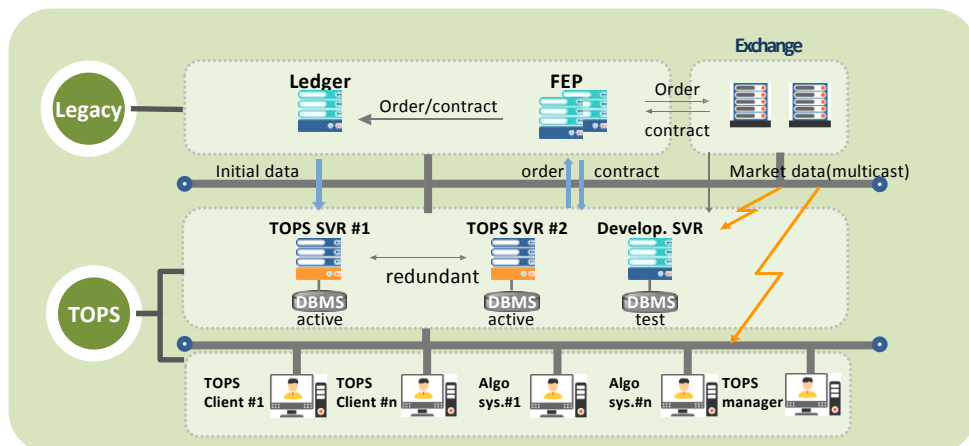 Exchange
Ledger
FEP
Order
Legacy
Order/contract
contract
Initial data
order
contract
Market data(multicast)
TOPS SVR #1
TOPS SVR #2
Develop. SVR
redundant
TOPS
DBMS
DBMS
DBMS
active
active
test
TOPS
Client #1
TOPS
Client #n
Algo
sys.#1
Algo
sys.#n
TOPS
manager